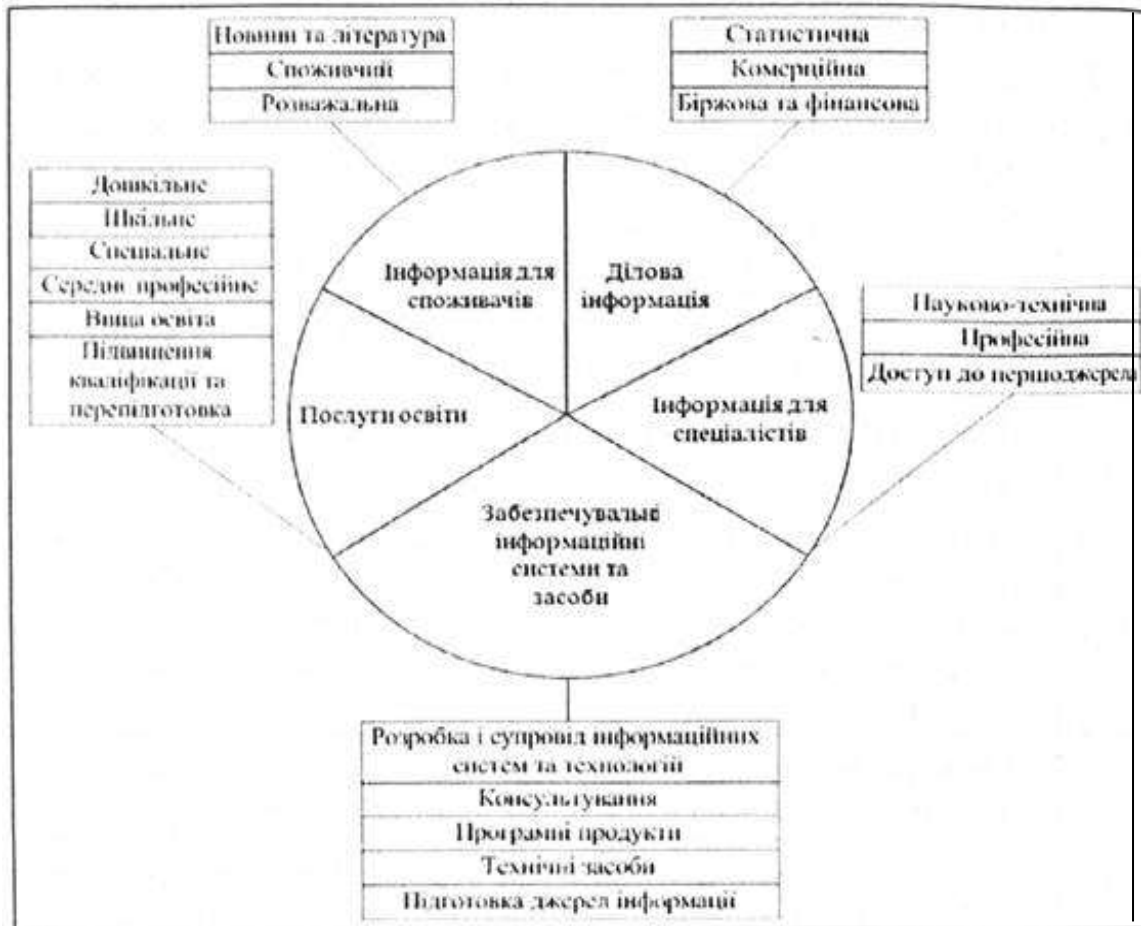 Новини та література
Споживчий
Розважальна
Статистична
Комерційна
Біржова та фінансова
Дошкільне
Шкільне
Спеціальне
Середнє професійне
Вища освіта
Підвищення
кваліфікації та
перепідготовка
Інформація для
споживачів
Ділова
інформація
Науково-технічна
Професійна
Доступ до першоджерела
Послуги освіти
Інформація для
спеціалістів
Забезпечувальні
інформаційні
системи та
засоби
Розробка і супровід інформаційних
систем та технологій
Консультування
Програмні продукти
Технічні засоби
Підготовка джерел інформації